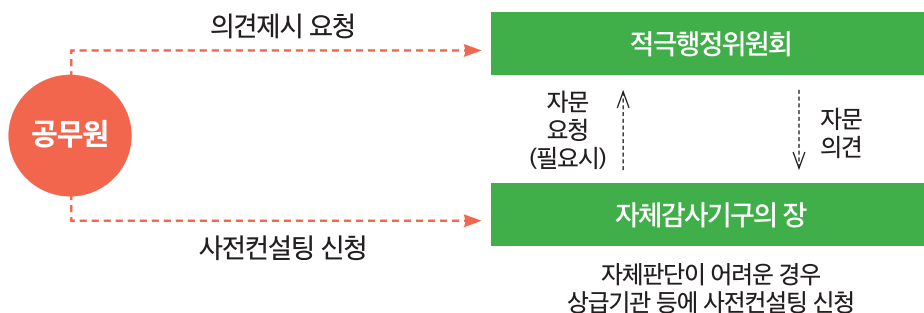 의견제시 요청
적극행정위원회
공무원
자문
요청
(필요시)
자문
의견
자체감사기구의 장
사전컨설팅 신청
자체판단이 어려운 경우
상급기관 등에 사전컨설팅 신청